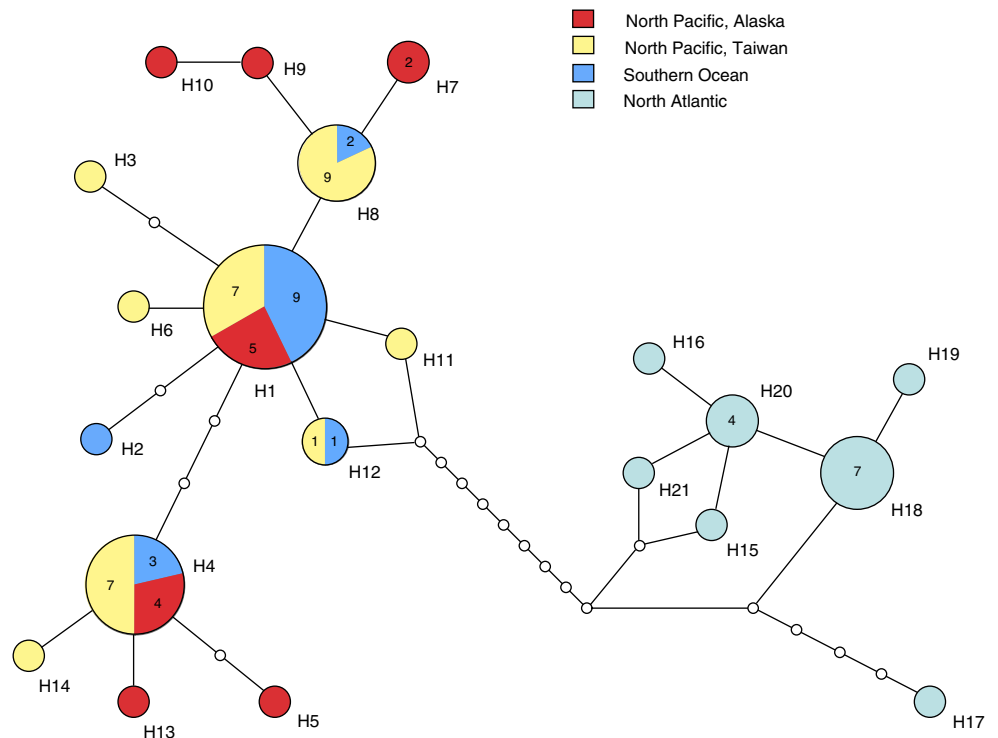 North Pacific, Alaska
North Pacific, Taiwan
Southern Ocean
North Atlantic
H10
H9
2
H7
2
9
H8
H3
7
9
5
H1
H6
H11
H2
1
1
H12
H16
H19
H20
4
7
H18
H21
H15
3
H4
7
4
H14
H13
H5
H17